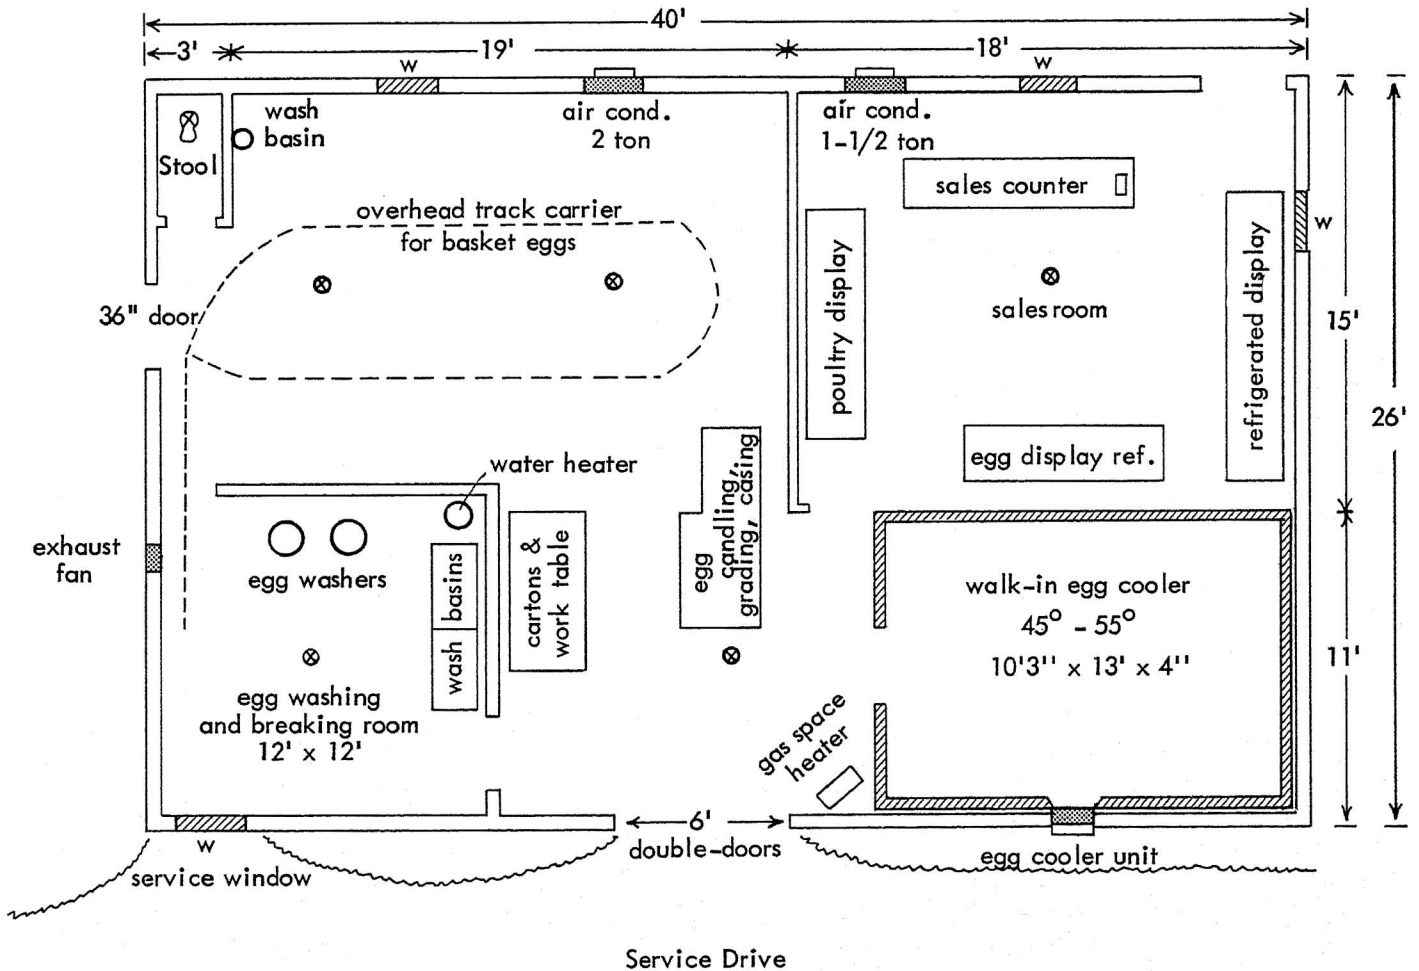 40'
3'
19'
18'
w
w
wash
basin
air cond.
2 ton
air cond.
1-1/2 ton
Stool
sales counter
overhead track carrier
for basket eggs
w
36" door
poultry display
sales room
refrigerated display
15'
26'
water heater
egg display ref.
exhaust
fan
egg washers
wash basins
cartons &
work table
egg candling,
grading, casing
walk-in egg cooler
45° - 55°
10'3'' x 13' x 4''
11'
egg washing
and breaking room
12' x 12'
gas space
heater
6'
double-doors
w
service window
egg cooler unit
Service Drive